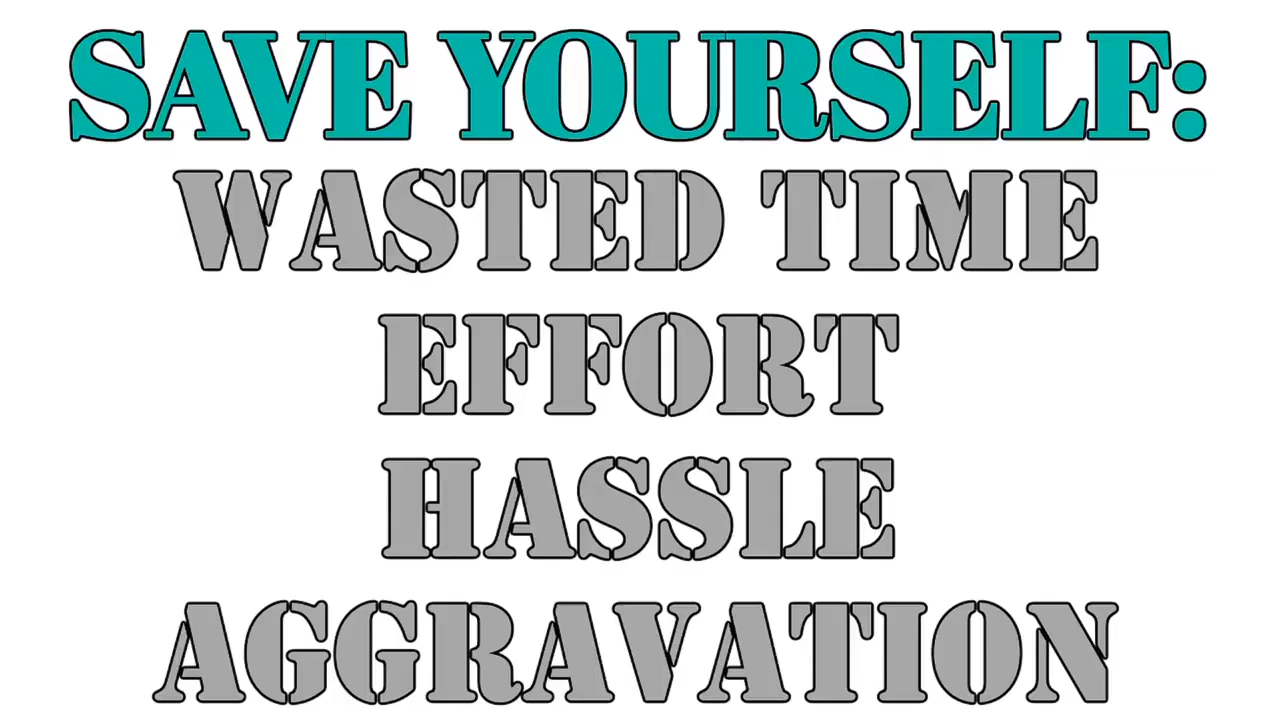 SAVE YOURSELF:
WASTED TIME
EFFORT
HASSLE
AGGRAVATION